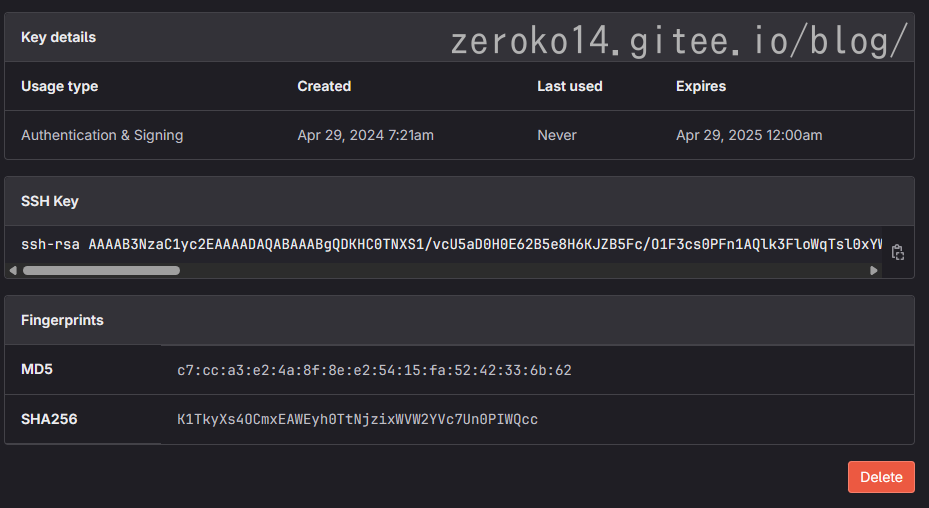 Key details
zeroko14.gitee.io/blog/
Usage type Created Last used Expires
Authentication & Signing Apr 29, 2024 7:21am Never Apr 29, 2025 12:00am
SSH Key
ssh-rsa AAAAB3NzaC1yc2EAAAADAQABAAABgQDKHC0TNXS1/vcU5aD0H0E62B5e8H6KJZB5Fc/O1F3cs0PFn1AQlk3FloWqTsl0xYW
Fingerprints
MD5 c7:cc:a3:e2:4a:8f:8e:e2:54:15:fa:52:42:33:6b:62
SHA256 K1TkyXs4OCmxEAWEyh0TtNjzixWVW2YVc7Un0PIWQcc
Delete